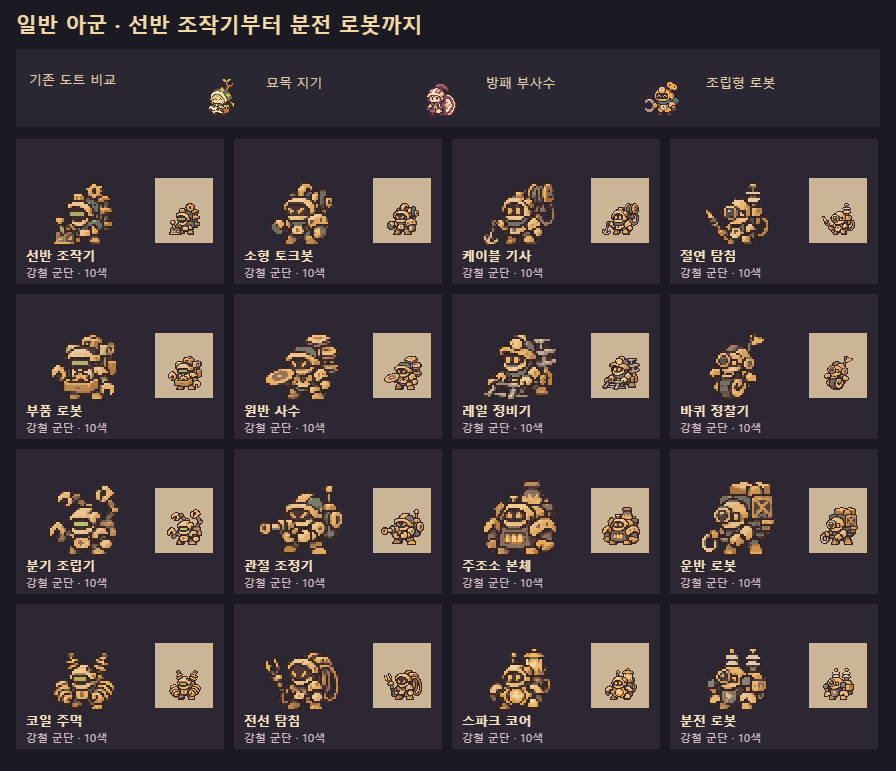 일반 아군 · 선반 조작기부터 분전 로봇까지
기존 도트 비교
묘목 지기
방패 부사수
조립형 로봇
선반 조작기
강철 군단 · 10색
소형 토크봇
강철 군단 · 10색
케이블 기사
강철 군단 · 10색
절연 탐침
강철 군단 · 10색
부품 로봇
강철 군단 · 10색
원반 사수
강철 군단 · 10색
레일 정비기
강철 군단 · 10색
바퀴 정찰기
강철 군단 · 10색
분기 조립기
강철 군단 · 10색
관절 조정기
강철 군단 · 10색
주조소 본체
강철 군단 · 10색
운반 로봇
강철 군단 · 10색
코일 주먹
강철 군단 · 10색
전선 탐침
강철 군단 · 10색
스파크 코어
강철 군단 · 10색
분전 로봇
강철 군단 · 10색